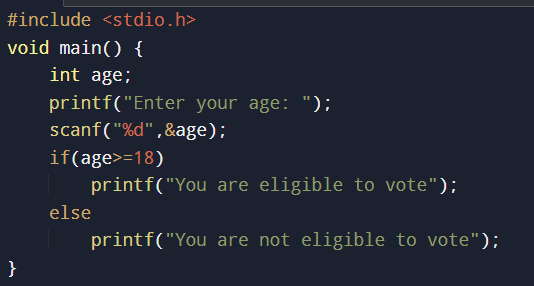 #include <stdio.h>
void main() {
    int age;
    printf("Enter your age: ");
    scanf("%d",&age);
    if(age>=18)
        printf("You are eligible to vote");
    else
        printf("You are not eligible to vote");
}